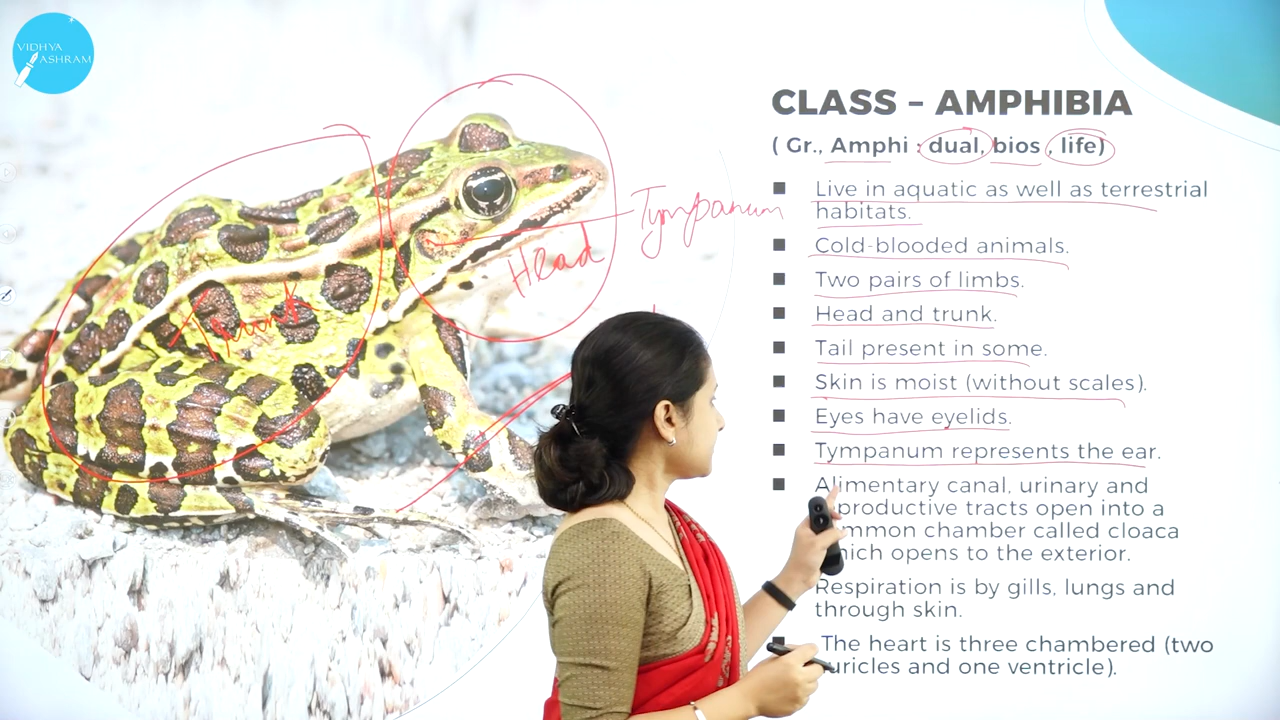 VIDHYA
ASHRAM
CLASS – AMPHIBIA
( Gr., Amphi : dual, bios , life)
Live in aquatic as well as terrestrial
habitats.
Cold-blooded animals.
Two pairs of limbs.
Head and trunk.
Tail present in some.
Skin is moist (without scales).
Eyes have eyelids.
Tympanum represents the ear.
Alimentary canal, urinary and
productive tracts open into a
mmon chamber called cloaca
hich opens to the exterior.
Respiration is by gills, lungs and
through skin.
The heart is three chambered (two
uricles and one ventricle).
Tympanum
Head
Trunk